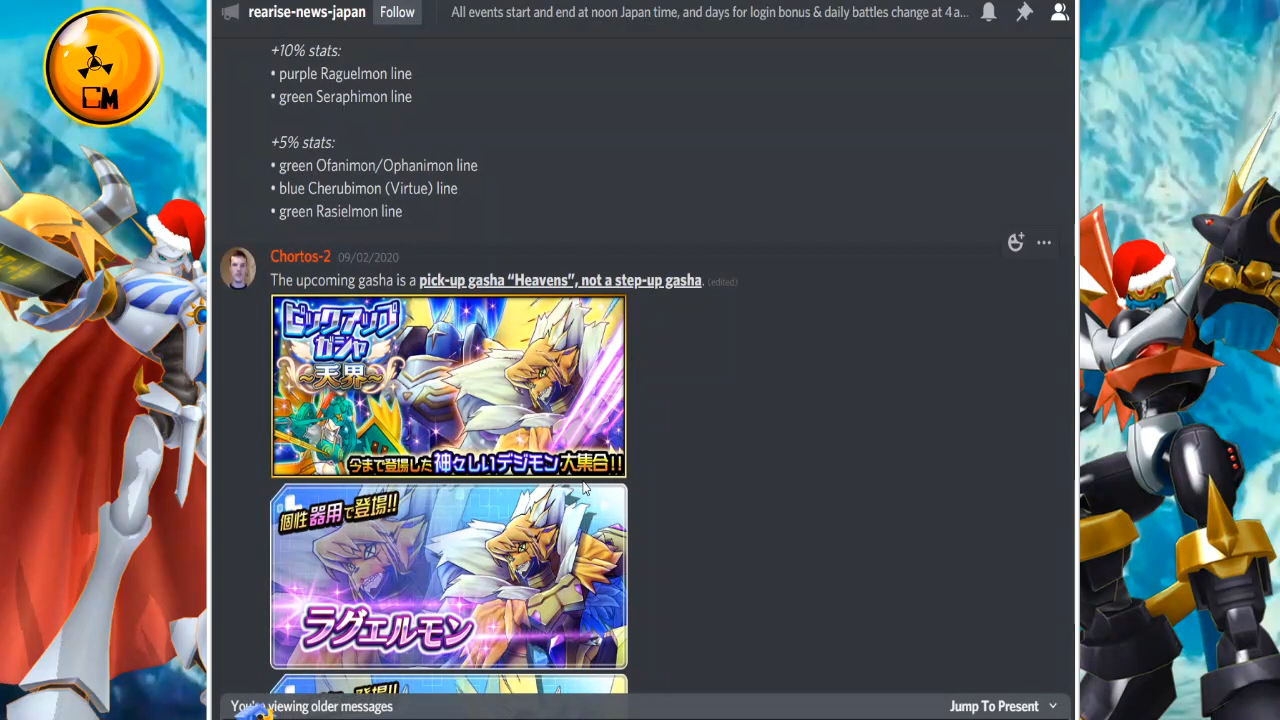 CM
rearise-news-japan
Follow
All events start and end at noon Japan time, and days for login bonus & daily battles change at 4 a...
+10% stats:
• purple Raguelmon line
• green Seraphimon line
+5% stats:
• green Ofanimon/Ophanimon line
• blue Cherubimon (Virtue) line
• green Rasielmon line
Chortos-2 09/02/2020
The upcoming gasha is a pick-up gasha “Heavens”, not a step-up gasha. (edited)
ピックアップ
ガシャ
～天界～
今まで登場した神々しいデジモン大集合!!
個性器用で登場!!
ラグエルモン
登場!!
You're viewing older messages
Jump To Present